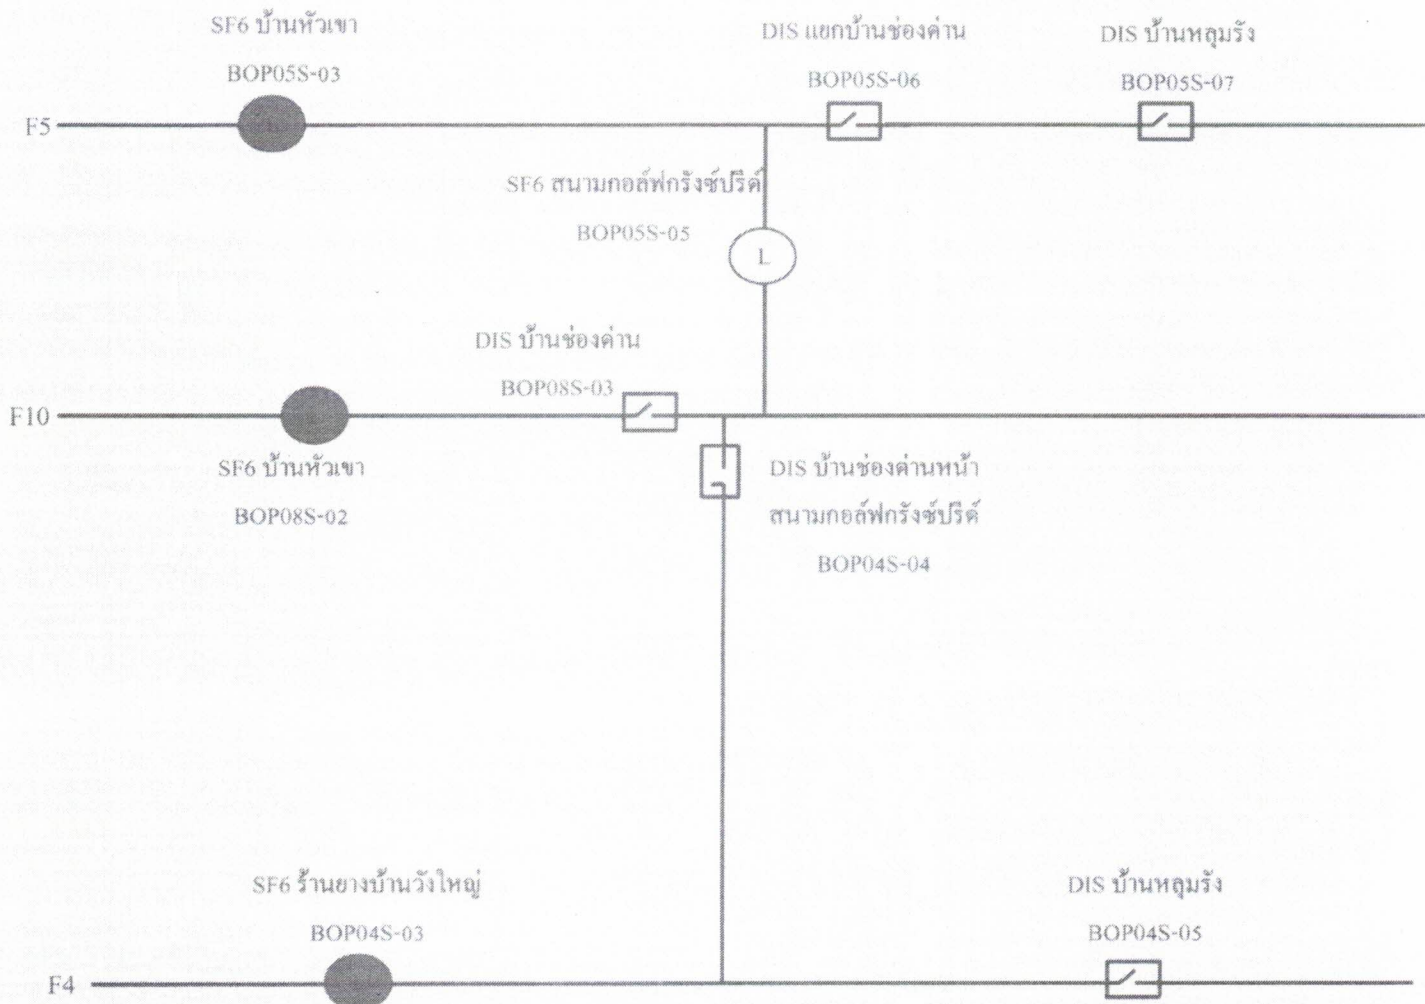 SF6 บ้านหัวเขา
BOP05S-03
DIS แยกบ้านช่องด่าน
BOP05S-06
DIS บ้านหลุมรัง
BOP05S-07
F5
SF6 สนามกอล์ฟกรังซ์ปรีด์
BOP05S-05
L
DIS บ้านช่องด่าน
BOP08S-03
F10
SF6 บ้านหัวเขา
BOP08S-02
DIS บ้านช่องด่านหน้า
สนามกอล์ฟกรังซ์ปรีด์
BOP04S-04
SF6 ร้านยางบ้านวังใหญ่
BOP04S-03
DIS บ้านหลุมรัง
BOP04S-05
F4